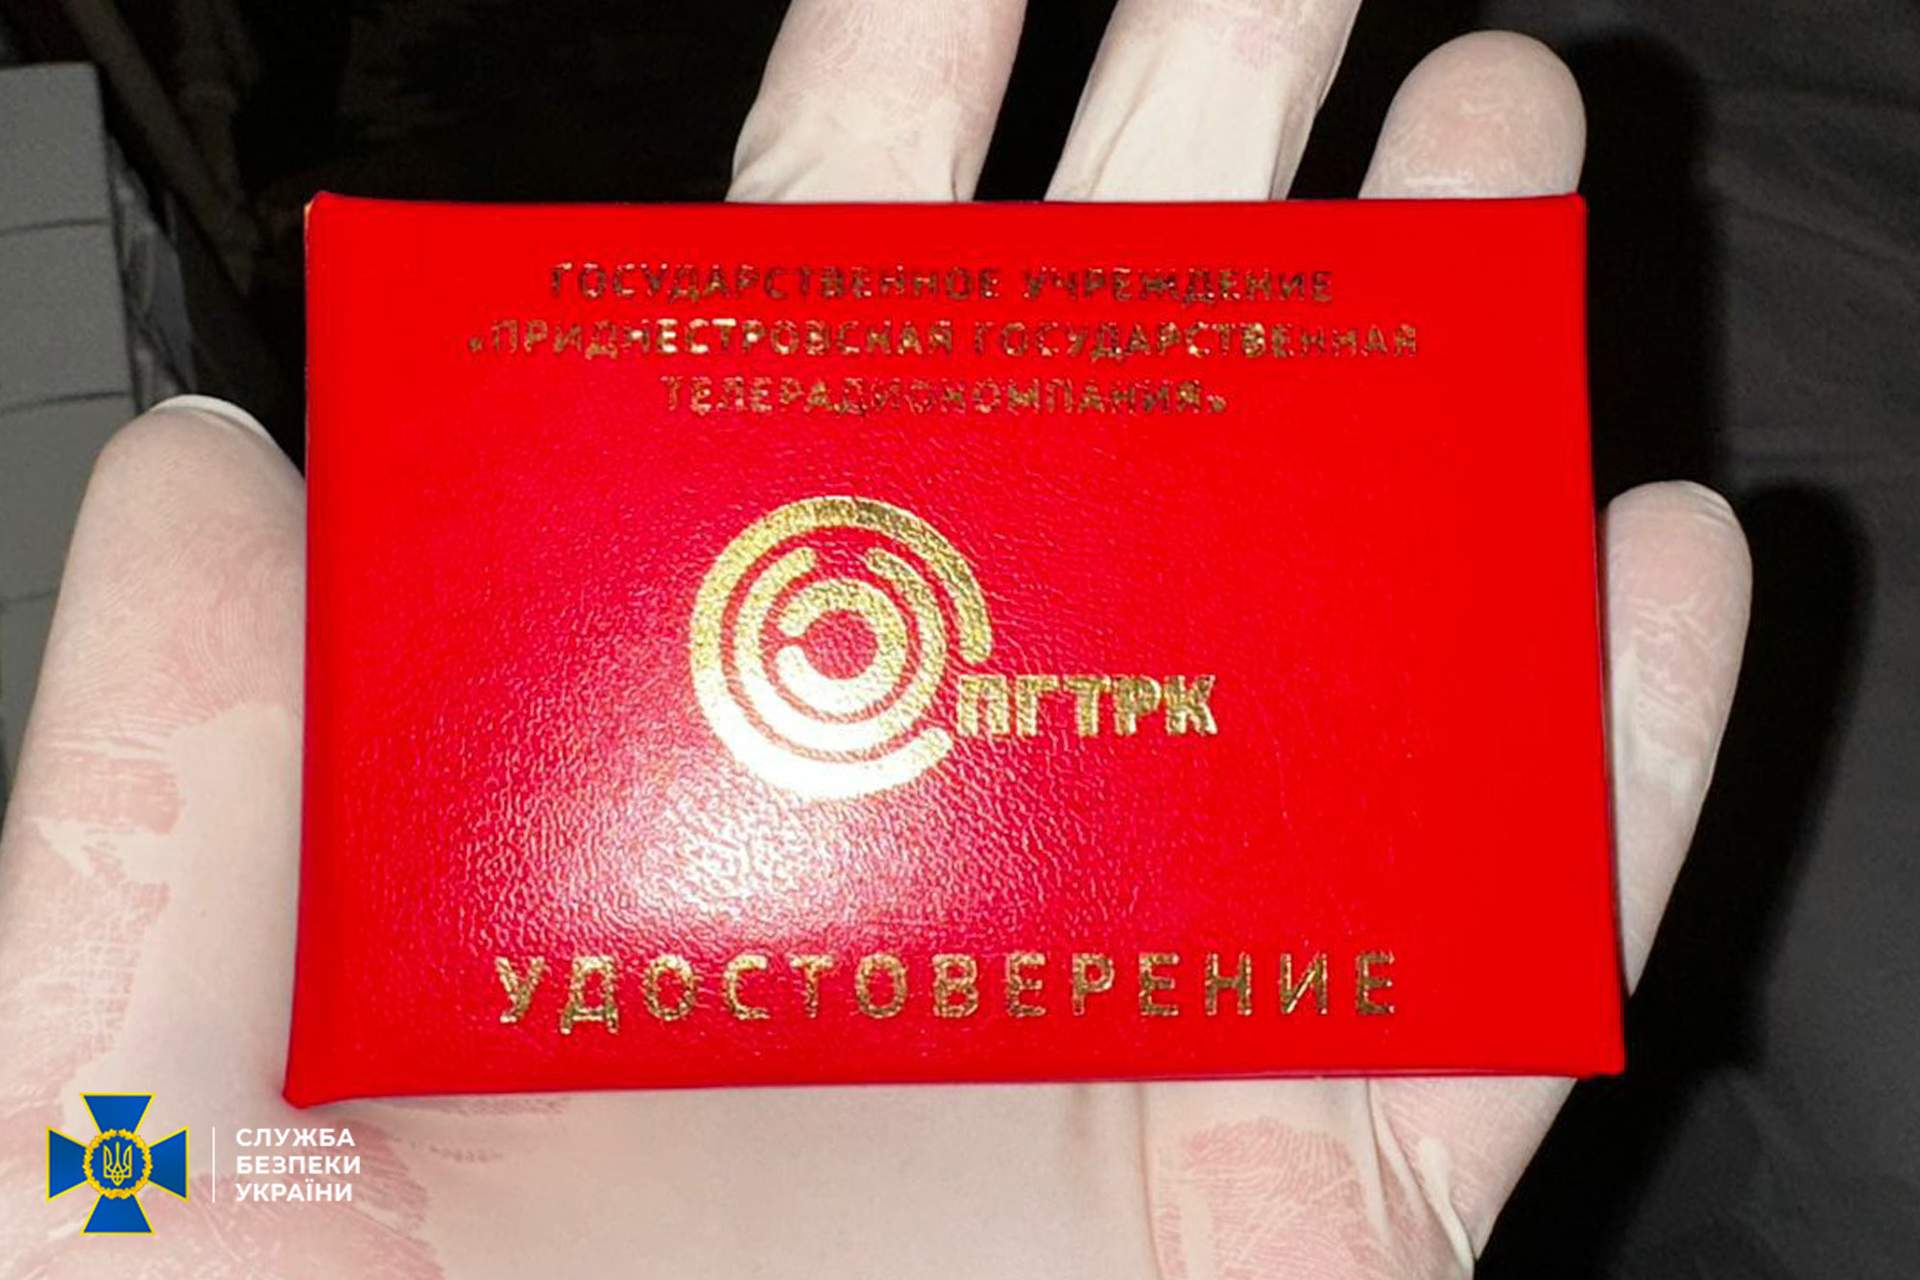 ГОСУДАРСТВЕННОЕ УЧРЕЖДЕНИЕ
«ПРИДНЕСТРОВСКАЯ ГОСУДАРСТВЕННАЯ
ТЕЛЕРАДИОКОМПАНИЯ»
ПГТРК
УДОСТОВЕРЕНИЕ
СЛУЖБА
БЕЗПЕКИ
УКРАЇНИ